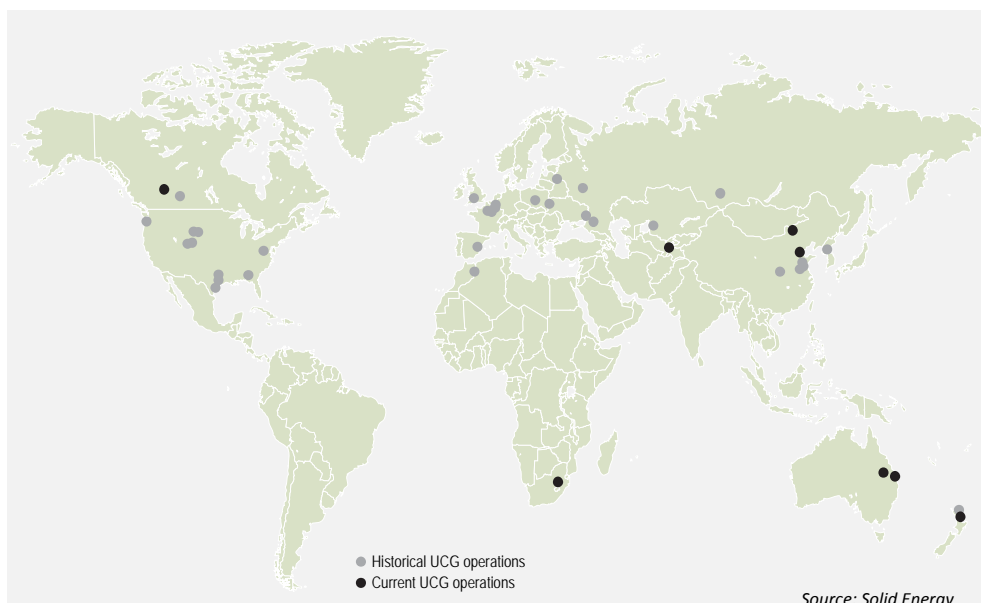 Historical UCG operations
Current UCG operations
Source: Solid Energy